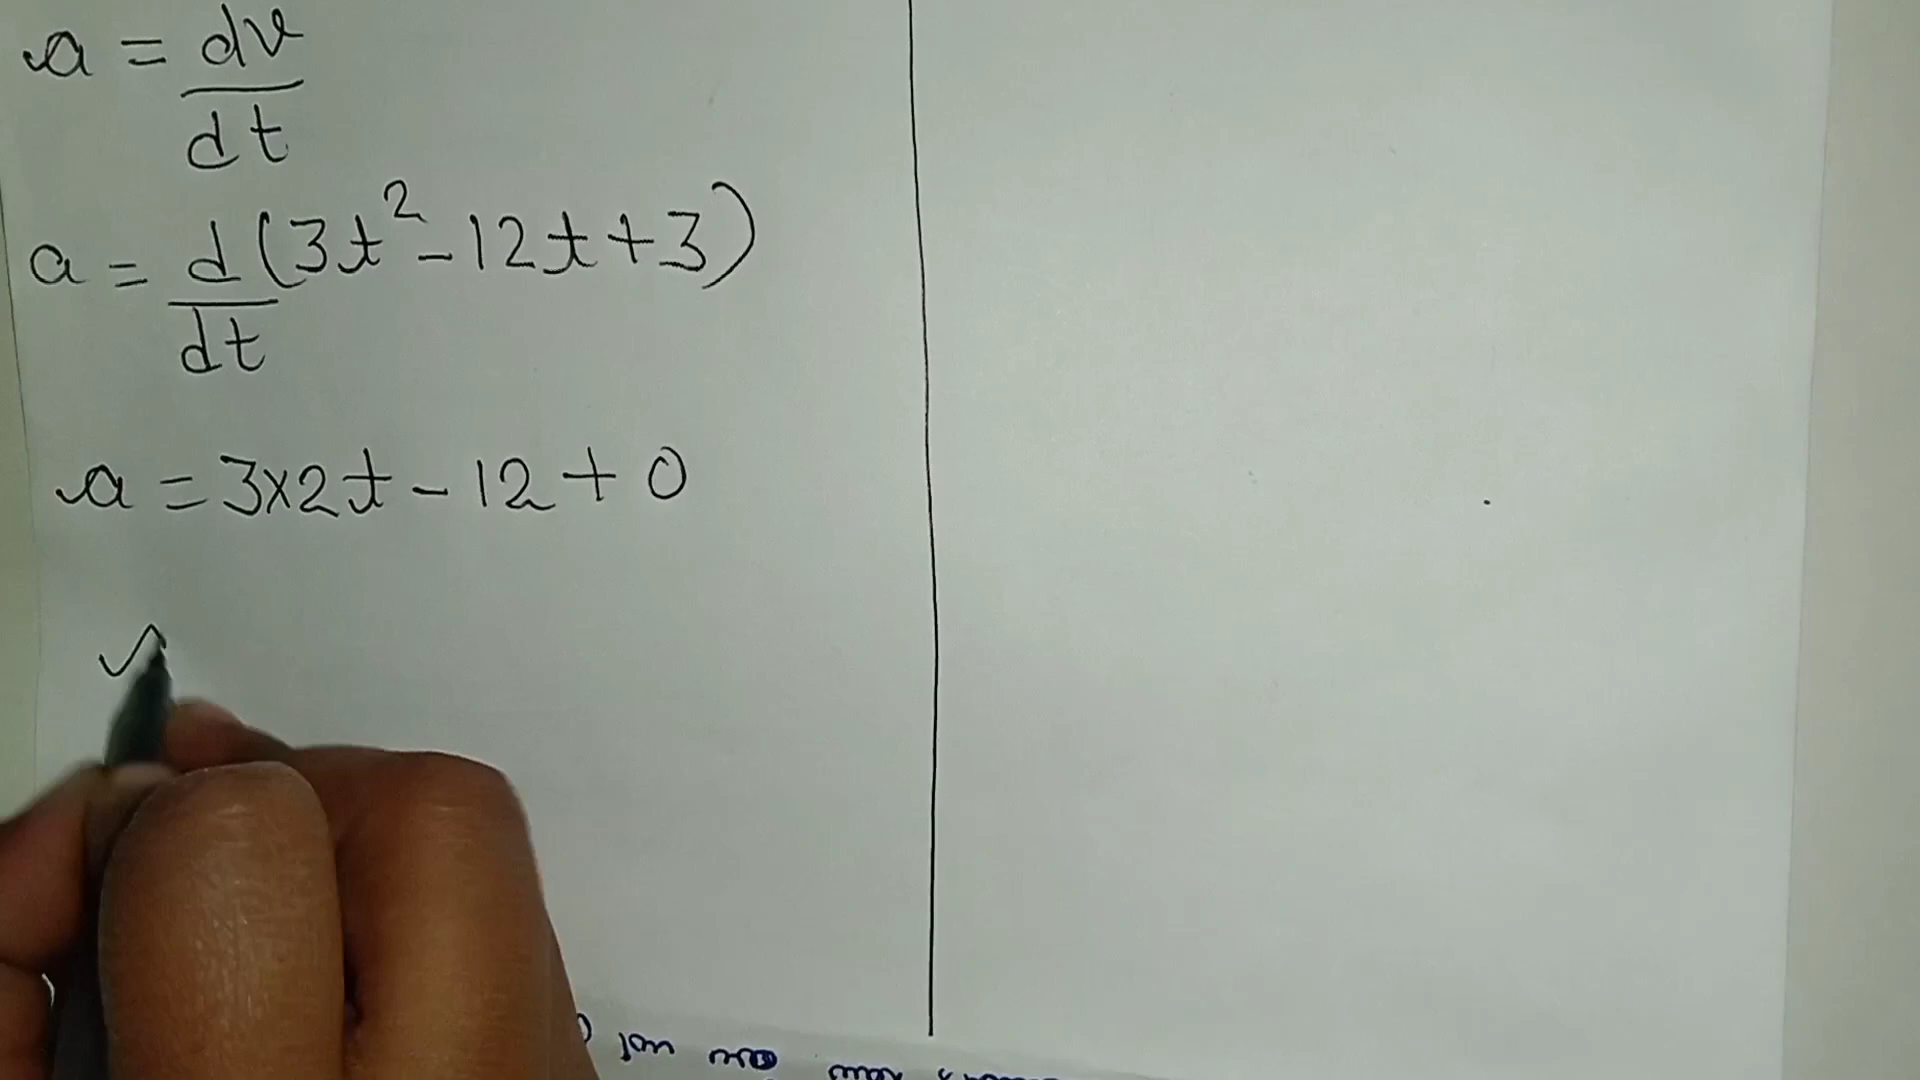 a = dv/dt
a = d/dt (3t² - 12t + 3)
a = 3×2t - 12 + 0